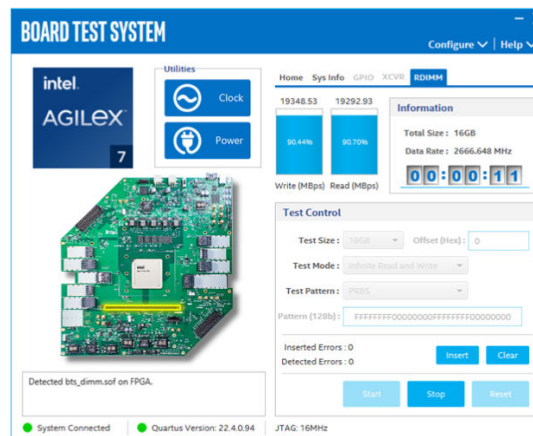 BOARD TEST SYSTEM
Configure | Help
intel.
AGILEX
7
Utilities
Clock
Power
Home Sys Info GPIO XCVR RDIMM
19348.53 19292.93
90.44% 90.70%
Write (MBps) Read (MBps)
Information
Total Size : 16GB
Data Rate : 2666.648 MHz
00:00:11
Test Control
Test Size : 16GB Offset (Hex) : 0
Test Mode : Infinite Read and Write
Test Pattern : PRBS
Pattern (128b) : FFFFFFFF00000000FFFFFFFF00000000
Inserted Errors : 0
Detected Errors : 0
Insert Clear
Start Stop Reset
intel
Detected bts_dimm.sof on FPGA.
System Connected Quartus Version: 22.4.0.94 JTAG: 16MHz